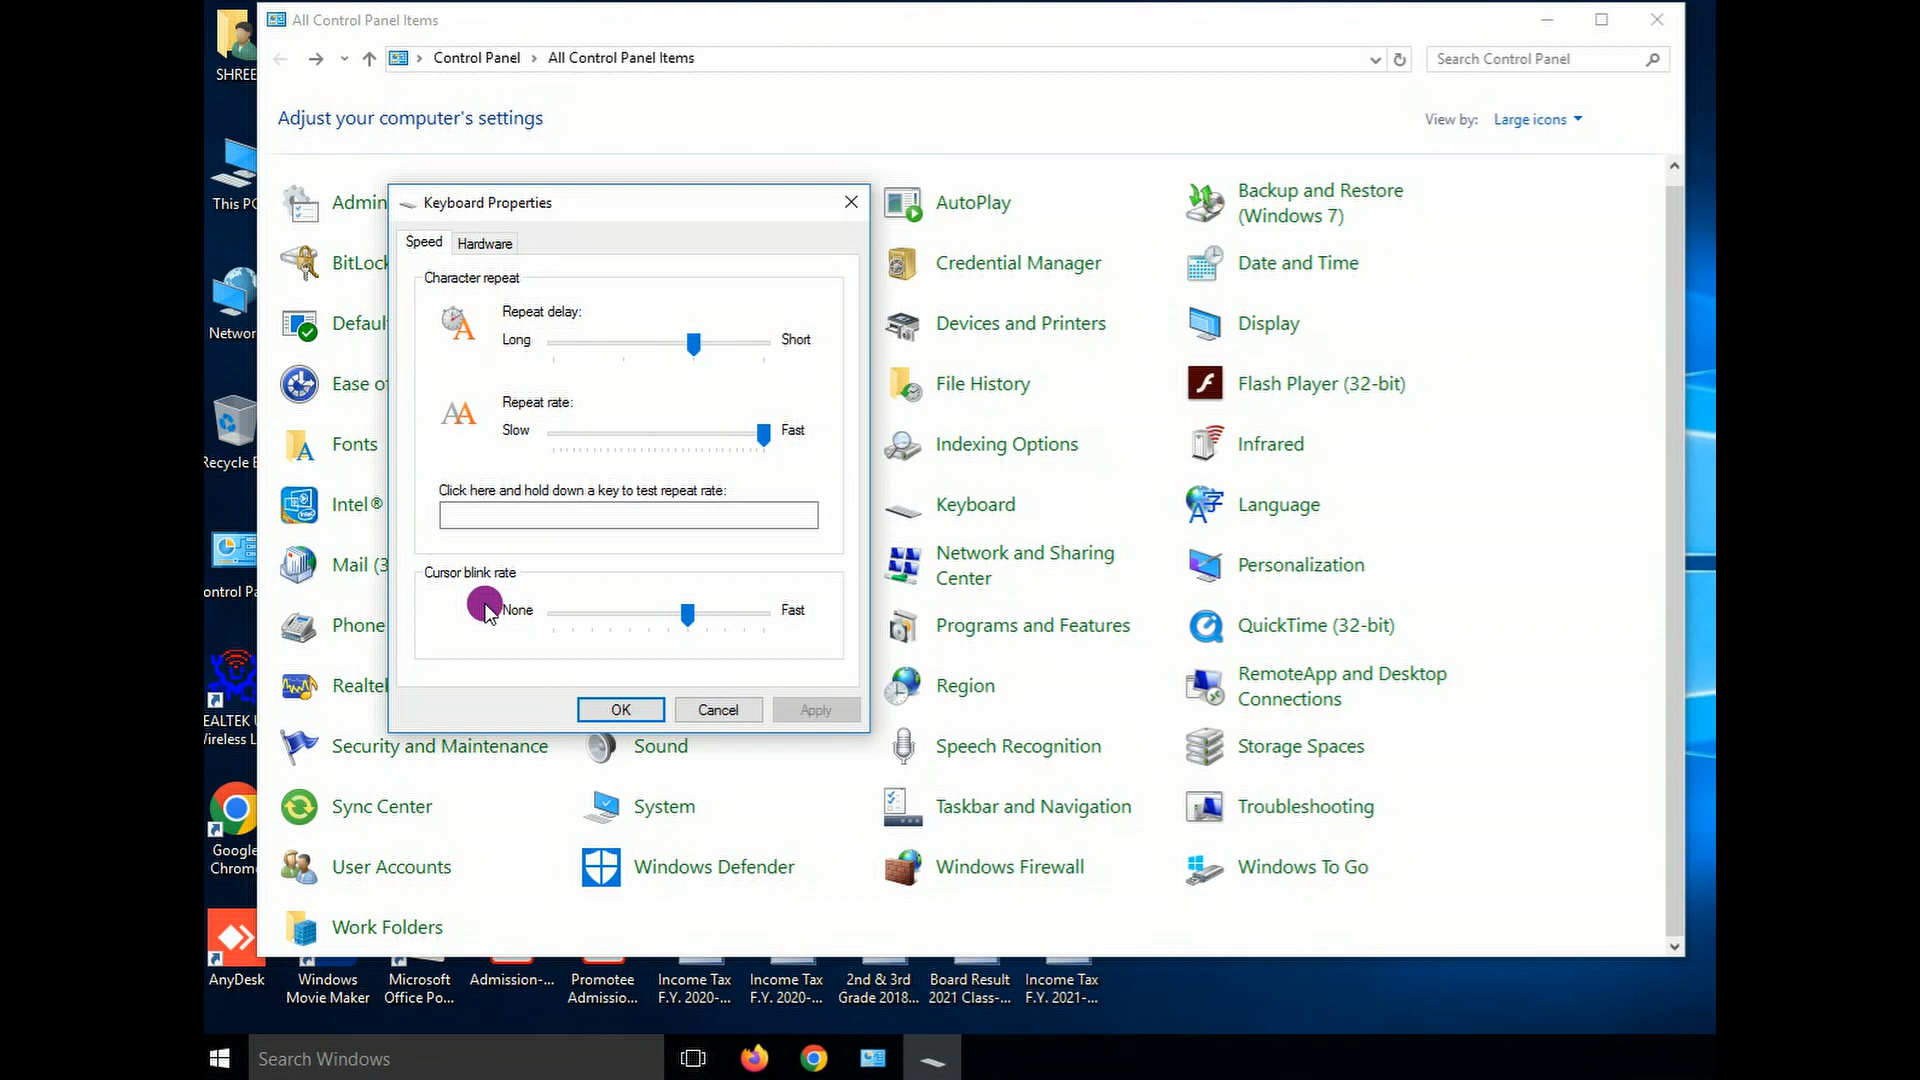 All Control Panel Items
Control Panel
All Control Panel Items
Search Control Panel
Adjust your computer's settings
View by: Large icons
SHREE
This PC
Networ
Recycle
ontrol Pa
EALTEK
Vireless L
Google
Chrom
Admin
BitLock
Defaul
Ease of
Fonts
Intel®
Mail (3
Phone
Realtek
Security and Maintenance
Sync Center
User Accounts
Work Folders
Keyboard Properties
Speed
Hardware
Character repeat
Repeat delay:
Long
Short
Repeat rate:
Slow
Fast
Click here and hold down a key to test repeat rate:
Cursor blink rate
None
Fast
OK
Cancel
Apply
Sound
System
Windows Defender
AutoPlay
Credential Manager
Devices and Printers
File History
Indexing Options
Keyboard
Network and Sharing
Center
Programs and Features
Region
Speech Recognition
Taskbar and Navigation
Windows Firewall
Backup and Restore
(Windows 7)
Date and Time
Display
Flash Player (32-bit)
Infrared
Language
Personalization
QuickTime (32-bit)
RemoteApp and Desktop
Connections
Storage Spaces
Troubleshooting
Windows To Go
AnyDesk
Windows
Movie Maker
Microsoft
Office Po...
Admission-...
Promotee
Admissio...
Income Tax
F.Y. 2020-...
Income Tax
F.Y. 2020-...
2nd & 3rd
Grade 2018...
Board Result
2021 Class-...
Income Tax
F.Y. 2021-...
Search Windows